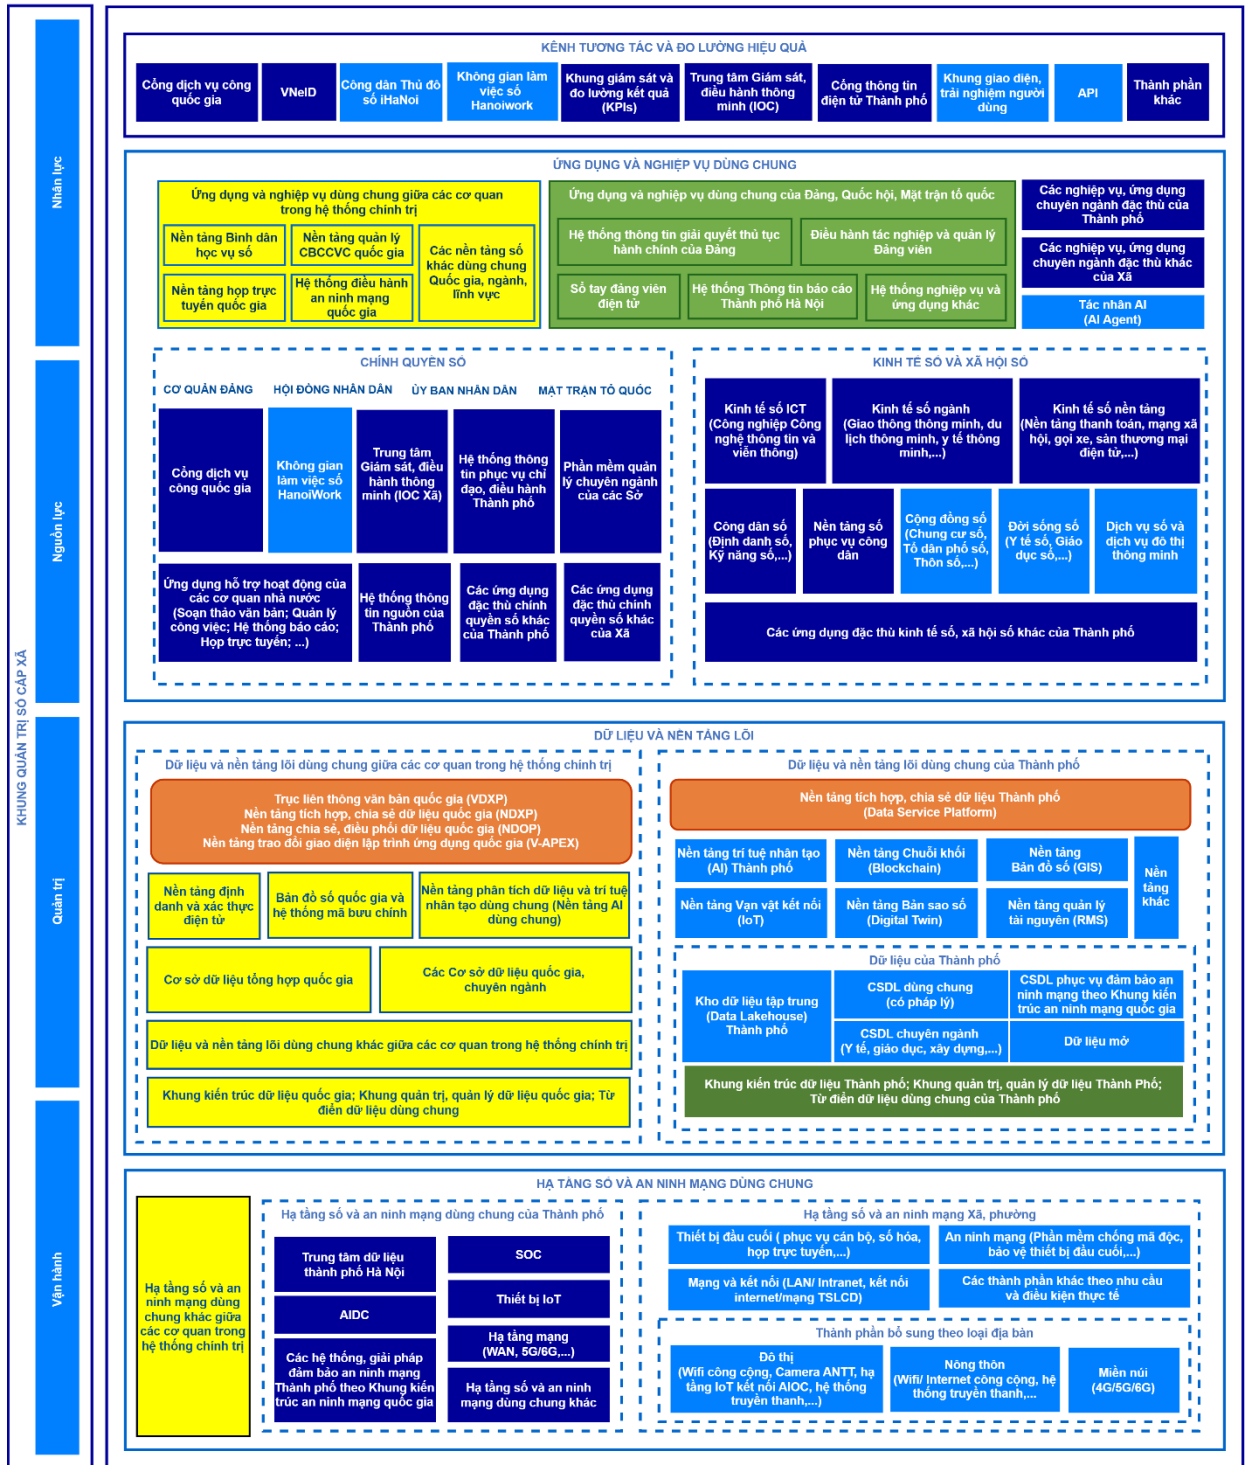 KHUNG QUẢN TRỊ SỐ CẤP XÃ
Nhân lực
Nguồn lực
Quản trị
Vận hành
KÊNH TƯƠNG TÁC VÀ ĐO LƯỜNG HIỆU QUẢ
Cổng dịch vụ công
quốc gia
VNeID
Công dân Thủ đô
số iHaNoi
Không gian làm
việc số
Hanoiwork
Khung giám sát và
đo lường kết quả
(KPIs)
Trung tâm Giám sát,
điều hành thông
minh (IOC)
Cổng thông tin
điện tử Thành phố
Khung giao diện,
trải nghiệm người
dùng
API
Thành phần
khác
ỨNG DỤNG VÀ NGHIỆP VỤ DÙNG CHUNG
Ứng dụng và nghiệp vụ dùng chung giữa các cơ quan
trong hệ thống chính trị
Nền tảng Bình dân
học vụ số
Nền tảng quản lý
CBCCVC quốc gia
Các nền tảng số
khác dùng chung
Quốc gia, ngành,
lĩnh vực
Nền tảng họp trực
tuyến quốc gia
Hệ thống điều hành
an ninh mạng
quốc gia
Ứng dụng và nghiệp vụ dùng chung của Đảng, Quốc hội, Mặt trận tổ quốc
Hệ thống thông tin giải quyết thủ tục
hành chính của Đảng
Điều hành tác nghiệp và quản lý
Đảng viên
Sổ tay đảng viên
điện tử
Hệ thống Thông tin báo cáo
Thành phố Hà Nội
Hệ thống nghiệp vụ và
ứng dụng khác
Các nghiệp vụ, ứng dụng
chuyên ngành đặc thù của
Thành phố
Các nghiệp vụ, ứng dụng
chuyên ngành đặc thù khác
của Xã
Tác nhân AI
(AI Agent)
CHÍNH QUYỀN SỐ
CƠ QUẢN ĐẢNG
HỘI ĐỒNG NHÂN DÂN
ỦY BAN NHÂN DÂN
MẶT TRẬN TỔ QUỐC
Cổng dịch vụ
công quốc gia
Không gian
làm việc số
HanoiWork
Trung tâm
Giám sát, điều
hành thông
minh (IOC Xã)
Hệ thống thông
tin phục vụ chỉ
đạo, điều hành
Thành phố
Phần mềm quản
lý chuyên ngành
của các Sở
Ứng dụng hỗ trợ hoạt động của
các cơ quan nhà nước
(Soạn thảo văn bản; Quản lý
công việc; Hệ thống báo cáo;
Họp trực tuyến; ...)
Hệ thống thông
tin nguồn của
Thành phố
Các ứng dụng
đặc thù chính
quyền số khác
của Thành phố
Các ứng dụng
đặc thù chính
quyền số khác
của Xã
KINH TẾ SỐ VÀ XÃ HỘI SỐ
Kinh tế số ICT
(Công nghiệp Công
nghệ thông tin và
viễn thông)
Kinh tế số ngành
(Giao thông thông minh, du
lịch thông minh, y tế thông
minh,...)
Kinh tế số nền tảng
(Nền tảng thanh toán, mạng xã
hội, gọi xe, sàn thương mại
điện tử,...)
Công dân số
(Định danh số,
Kỹ năng số,...)
Nền tảng số
phục vụ công
dân
Cộng đồng số
(Chung cư số,
Tổ dân phố số,
Thôn số,...)
Đời sống số
(Y tế số, Giáo
dục số,...)
Dịch vụ số và
dịch vụ đô thị
thông minh
Các ứng dụng đặc thù kinh tế số, xã hội số khác của Thành phố
DỮ LIỆU VÀ NỀN TẢNG LÕI
Dữ liệu và nền tảng lõi dùng chung giữa các cơ quan trong hệ thống chính trị
Trục liên thông văn bản quốc gia (VDXP)
Nền tảng tích hợp, chia sẻ dữ liệu quốc gia (NDXP)
Nền tảng chia sẻ, điều phối dữ liệu quốc gia (NDOP)
Nền tảng trao đổi giao diện lập trình ứng dụng quốc gia (V-APEX)
Nền tảng định
danh và xác thực
điện tử
Bản đồ số quốc gia và
hệ thống mã bưu chính
Nền tảng phân tích dữ liệu và trí tuệ
nhân tạo dùng chung (Nền tảng AI
dùng chung)
Cơ sở dữ liệu tổng hợp quốc gia
Các Cơ sở dữ liệu quốc gia,
chuyên ngành
Dữ liệu và nền tảng lõi dùng chung khác giữa các cơ quan trong hệ thống chính trị
Khung kiến trúc dữ liệu quốc gia; Khung quản trị, quản lý dữ liệu quốc gia; Từ
điển dữ liệu dùng chung
Dữ liệu và nền tảng lõi dùng chung của Thành phố
Nền tảng tích hợp, chia sẻ dữ liệu Thành phố
(Data Service Platform)
Nền tảng trí tuệ nhân tạo
(AI) Thành phố
Nền tảng Chuỗi khối
(Blockchain)
Nền tảng
Bản đồ số (GIS)
Nền
tảng
khác
Nền tảng Vạn vật kết nối
(IoT)
Nền tảng Bản sao số
(Digital Twin)
Nền tảng quản lý
tài nguyên (RMS)
Dữ liệu của Thành phố
Kho dữ liệu tập trung
(Data Lakehouse)
Thành phố
CSDL dùng chung
(có pháp lý)
CSDL phục vụ đảm bảo an
ninh mạng theo Khung kiến
trúc an ninh mạng quốc gia
CSDL chuyên ngành
(Y tế, giáo dục, xây dựng,...)
Dữ liệu mở
Khung kiến trúc dữ liệu Thành phố; Khung quản trị, quản lý dữ liệu Thành Phố;
Từ điển dữ liệu dùng chung của Thành phố
HẠ TẦNG SỐ VÀ AN NINH MẠNG DÙNG CHUNG
Hạ tầng số và an
ninh mạng dùng
chung khác giữa
các cơ quan trong
hệ thống chính trị
Hạ tầng số và an ninh mạng dùng chung của Thành phố
Trung tâm dữ liệu
thành phố Hà Nội
SOC
AIDC
Thiết bị IoT
Các hệ thống, giải pháp
đảm bảo an ninh mạng
Thành phố theo Khung kiến
trúc an ninh mạng quốc gia
Hạ tầng mạng
(WAN, 5G/6G,...)
Hạ tầng số và an ninh
mạng dùng chung khác
Hạ tầng số và an ninh mạng Xã, phường
Thiết bị đầu cuối ( phục vụ cán bộ, số hóa,
họp trực tuyến,...)
An ninh mạng (Phần mềm chống mã độc,
bảo vệ thiết bị đầu cuối,...)
Mạng và kết nối (LAN/ Intranet, kết nối
internet/mạng TSLCD)
Các thành phần khác theo nhu cầu
và điều kiện thực tế
Thành phần bổ sung theo loại địa bàn
Đô thị
(Wifi công cộng, Camera ANTT, hạ
tầng IoT kết nối AIOC, hệ thống
truyền thanh,...)
Nông thôn
(Wifi/ Internet công cộng, hệ
thống truyền thanh,...
Miền núi
(4G/5G/6G)